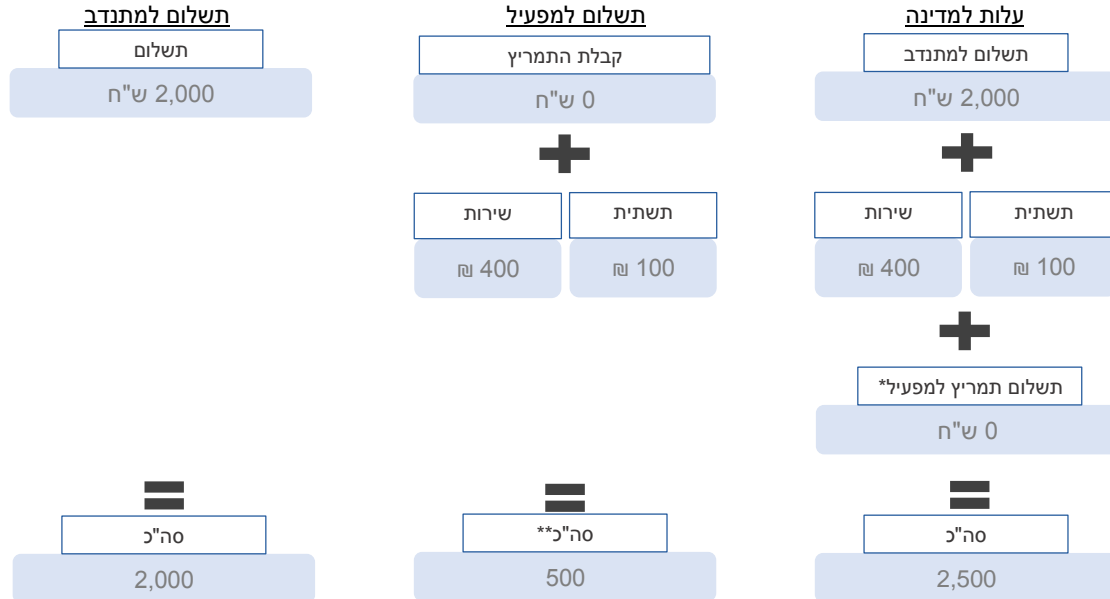 עלות למדינה
תשלום למפעיל
תשלום למתנדב
תשלום למתנדב
קבלת התמריץ
תשלום
2,000 ש"ח
0 ש"ח
2,000 ש"ח
תשתית
שירות
תשתית
שירות
100 ₪
400 ₪
100 ₪
400 ₪
תשלום תמריץ למפעיל*
0 ש"ח
סה"כ
סה"כ**
סה"כ
2,500
500
2,000